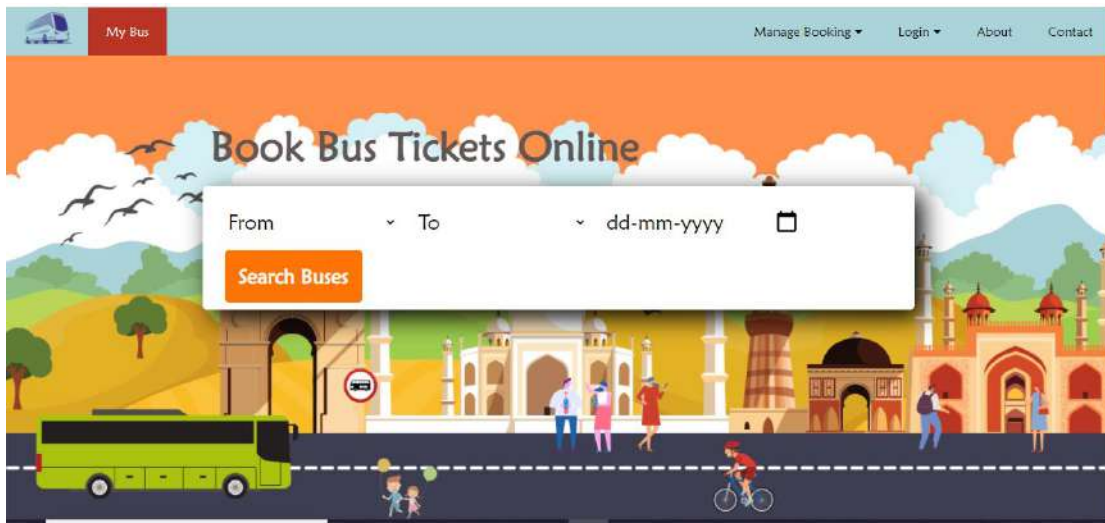 My Bus Manage Booking Login About Contact
Book Bus Tickets Online
From To dd-mm-yyyy
Search Buses